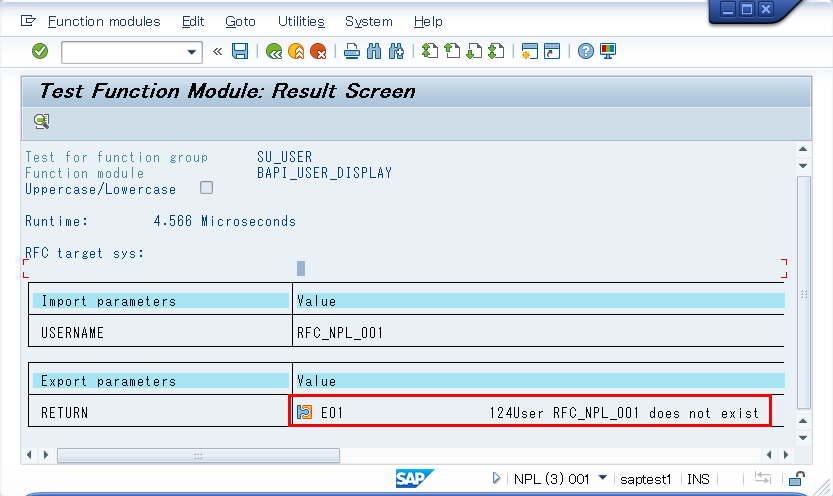 Function modules Edit Goto Utilities System Help
«
Test Function Module: Result Screen
Test for function group SU_USER
Function module BAPI_USER_DISPLAY
Uppercase/Lowercase
Runtime: 4.566 Microseconds
RFC target sys:
Import parameters Value
USERNAME RFC_NPL_001
Export parameters Value
RETURN E01 124User RFC_NPL_001 does not exist
SAP NPL (3) 001 saptest1 INS